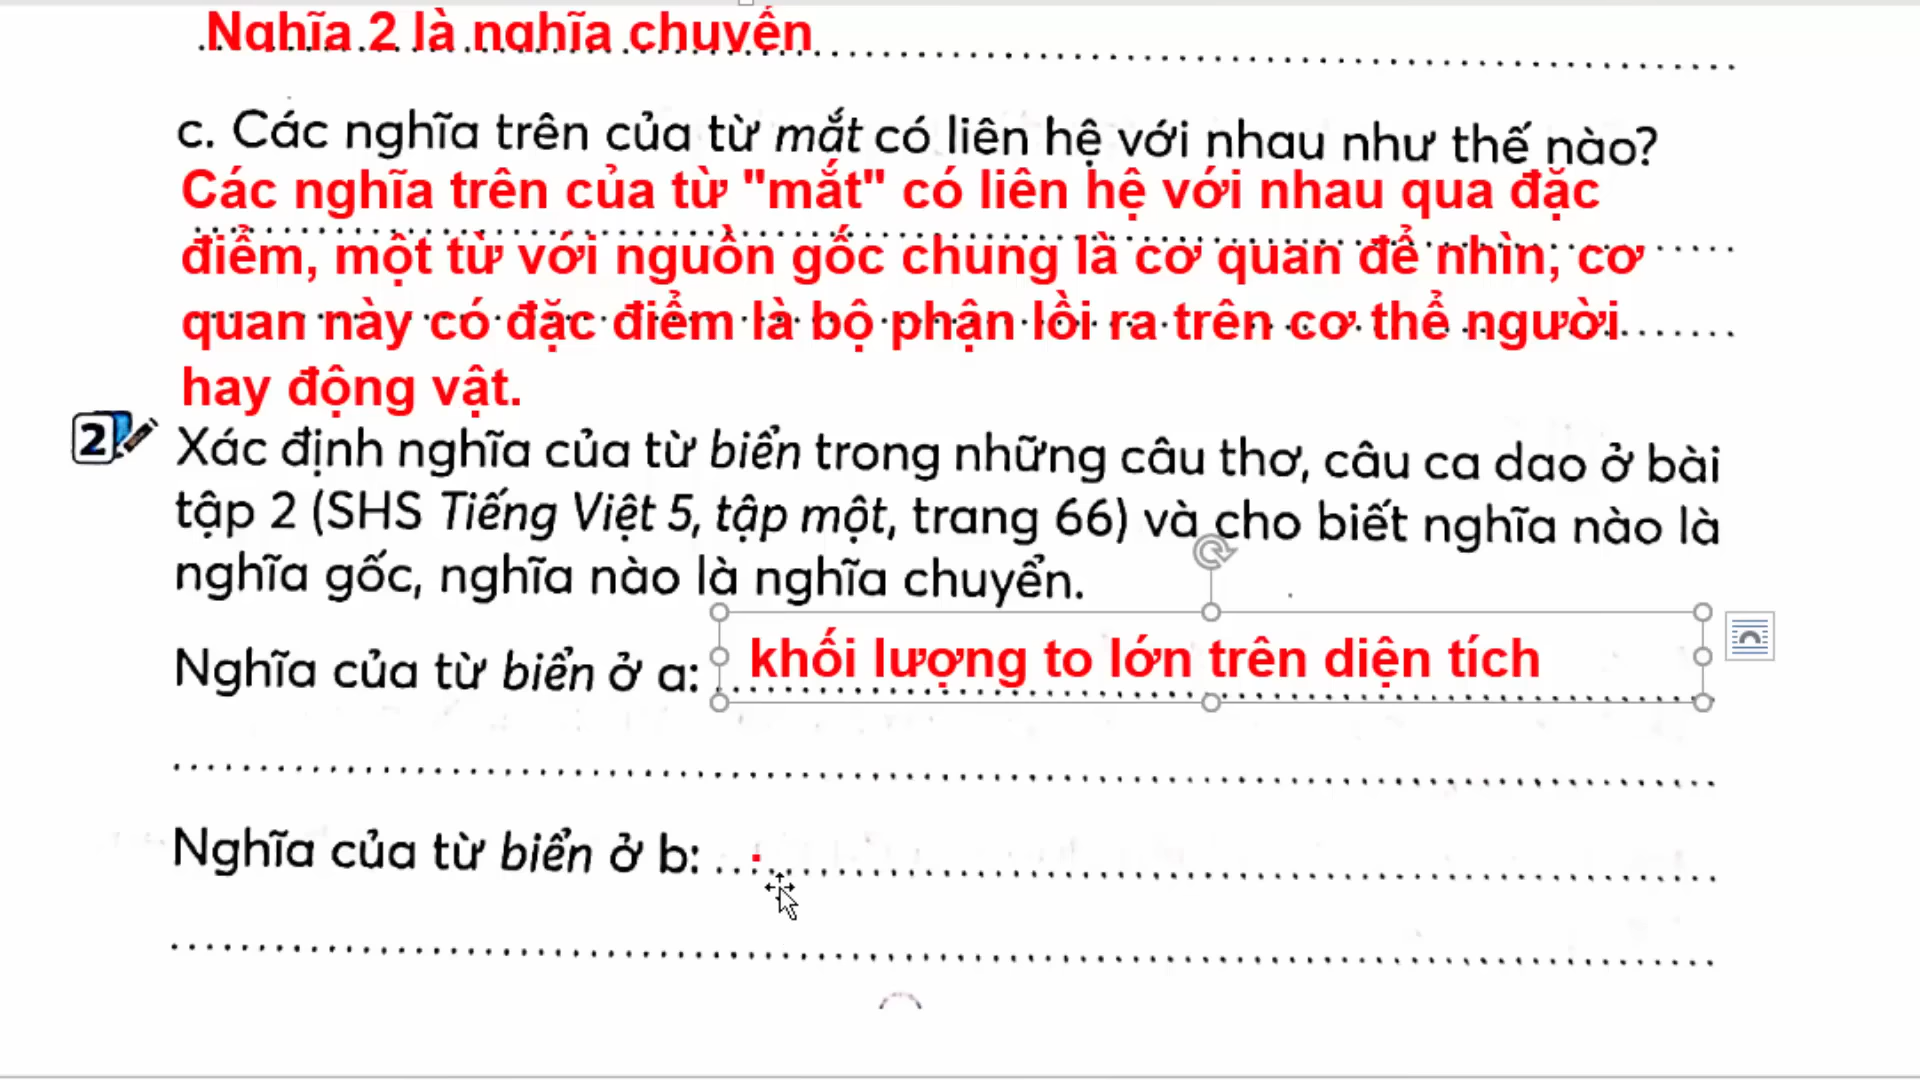 Nghĩa 2 là nghĩa chuyển
c. Các nghĩa trên của từ mắt có liên hệ với nhau như thế nào?
Các nghĩa trên của từ "mắt" có liên hệ với nhau qua đặc
điểm, một từ với nguồn gốc chung là cơ quan để nhìn, cơ
quan này có đặc điểm là bộ phận lồi ra trên cơ thể người
hay động vật.
2 Xác định nghĩa của từ biển trong những câu thơ, câu ca dao ở bài
tập 2 (SHS Tiếng Việt 5, tập một, trang 66) và cho biết nghĩa nào là
nghĩa gốc, nghĩa nào là nghĩa chuyển.
Nghĩa của từ biển ở a: khối lượng to lớn trên diện tích
Nghĩa của từ biển ở b: